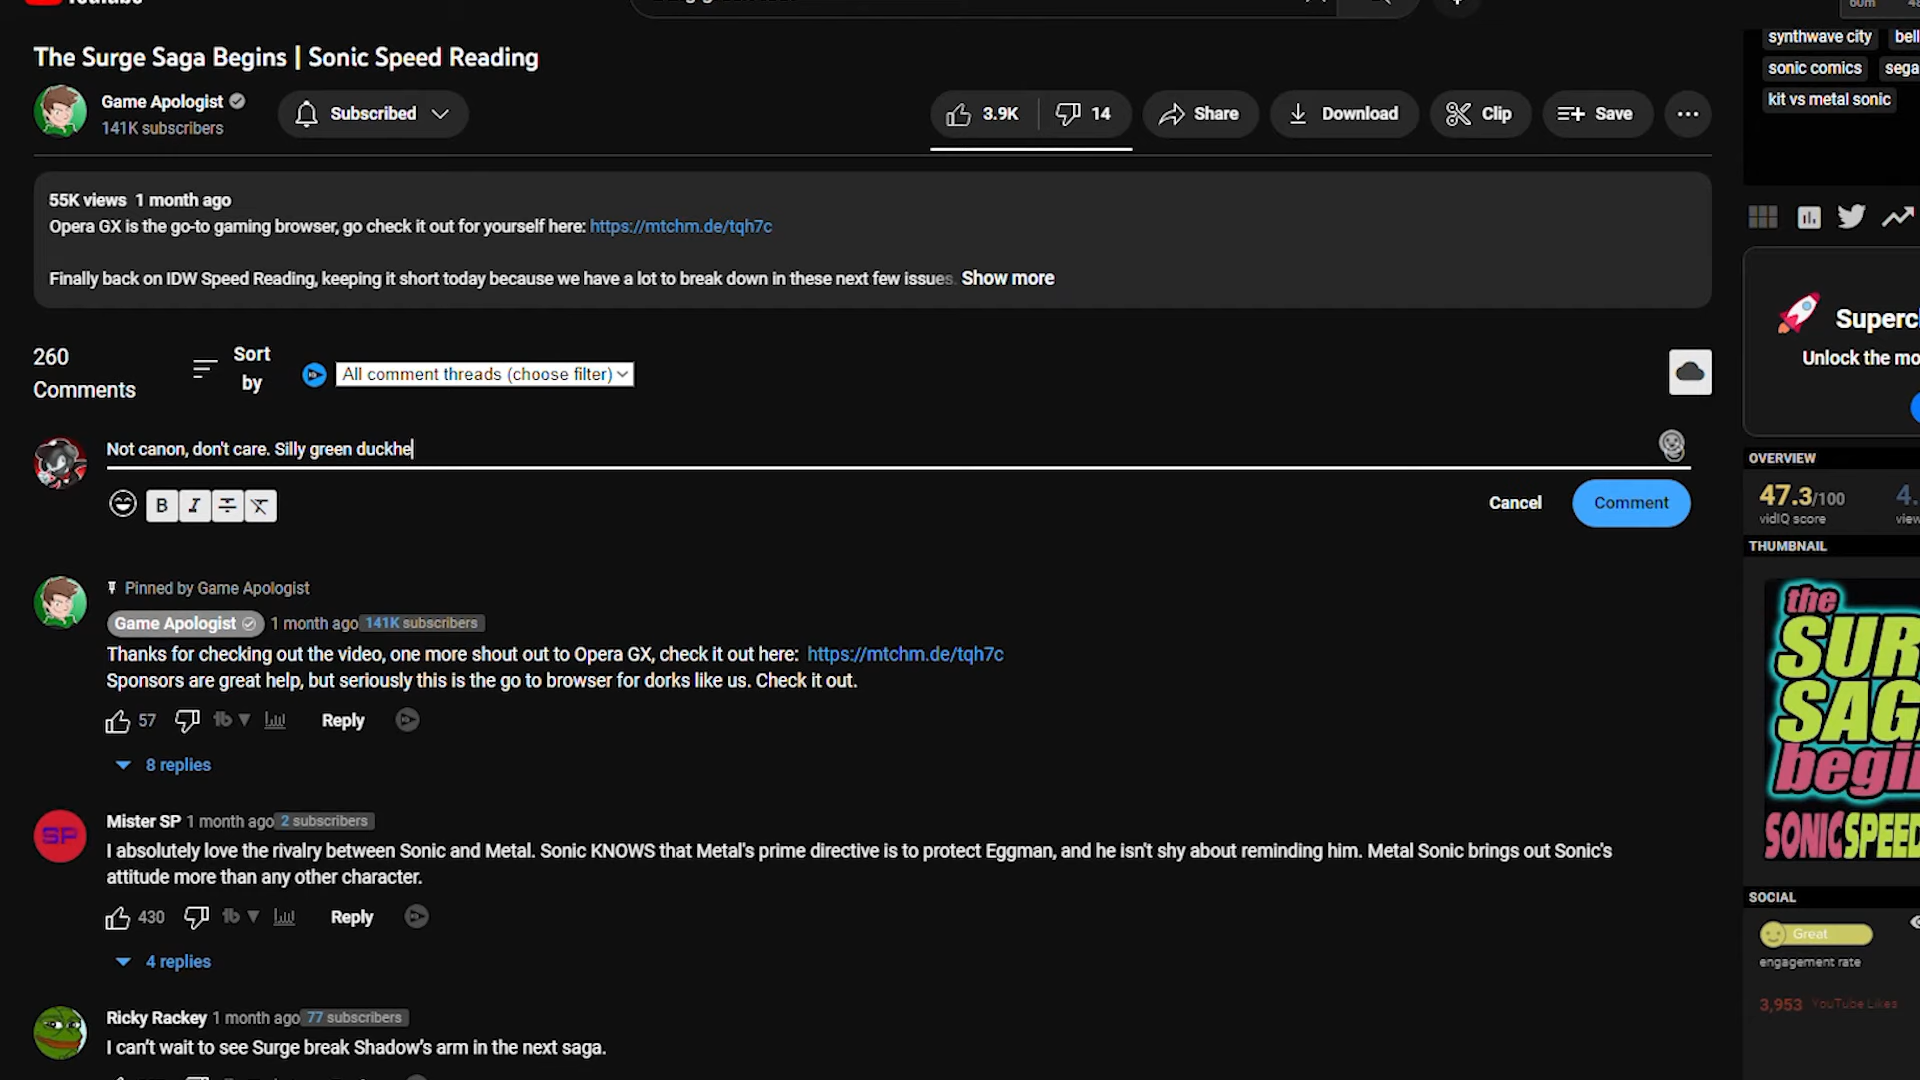 YouTube
60m
The Surge Saga Begins | Sonic Speed Reading
Game Apologist
141K subscribers
Subscribed
3.9K
14
Share
Download
Clip
Save
synthwave city
sonic comics
sega
kit vs metal sonic
55K views 1 month ago
Opera GX is the go-to gaming browser, go check it out for yourself here: https://mtchm.de/tqh7c
Finally back on IDW Speed Reading, keeping it short today because we have a lot to break down in these next few issues. Show more
Unlock the
260
Comments
Sort
by
All comment threads (choose filter)
Not canon, don't care. Silly green duckhe
B I
Cancel
Comment
OVERVIEW
47.3/100
4.
vidIQ score
THUMBNAIL
the
SONIC SPEED
Pinned by Game Apologist
Game Apologist 1 month ago 141K subscribers
Thanks for checking out the video, one more shout out to Opera GX, check it out here: https://mtchm.de/tqh7c
Sponsors are great help, but seriously this is the go to browser for dorks like us. Check it out.
57
Reply
8 replies
SP
Mister SP 1 month ago 2 subscribers
I absolutely love the rivalry between Sonic and Metal. Sonic KNOWS that Metal's prime directive is to protect Eggman, and he isn't shy about reminding him. Metal Sonic brings out Sonic's
attitude more than any other character.
430
Reply
4 replies
SOCIAL
Great
engagement rate
3,953 YouTube Likes
Ricky Rackey 1 month ago 77 subscribers
I can't wait to see Surge break Shadow's arm in the next saga.